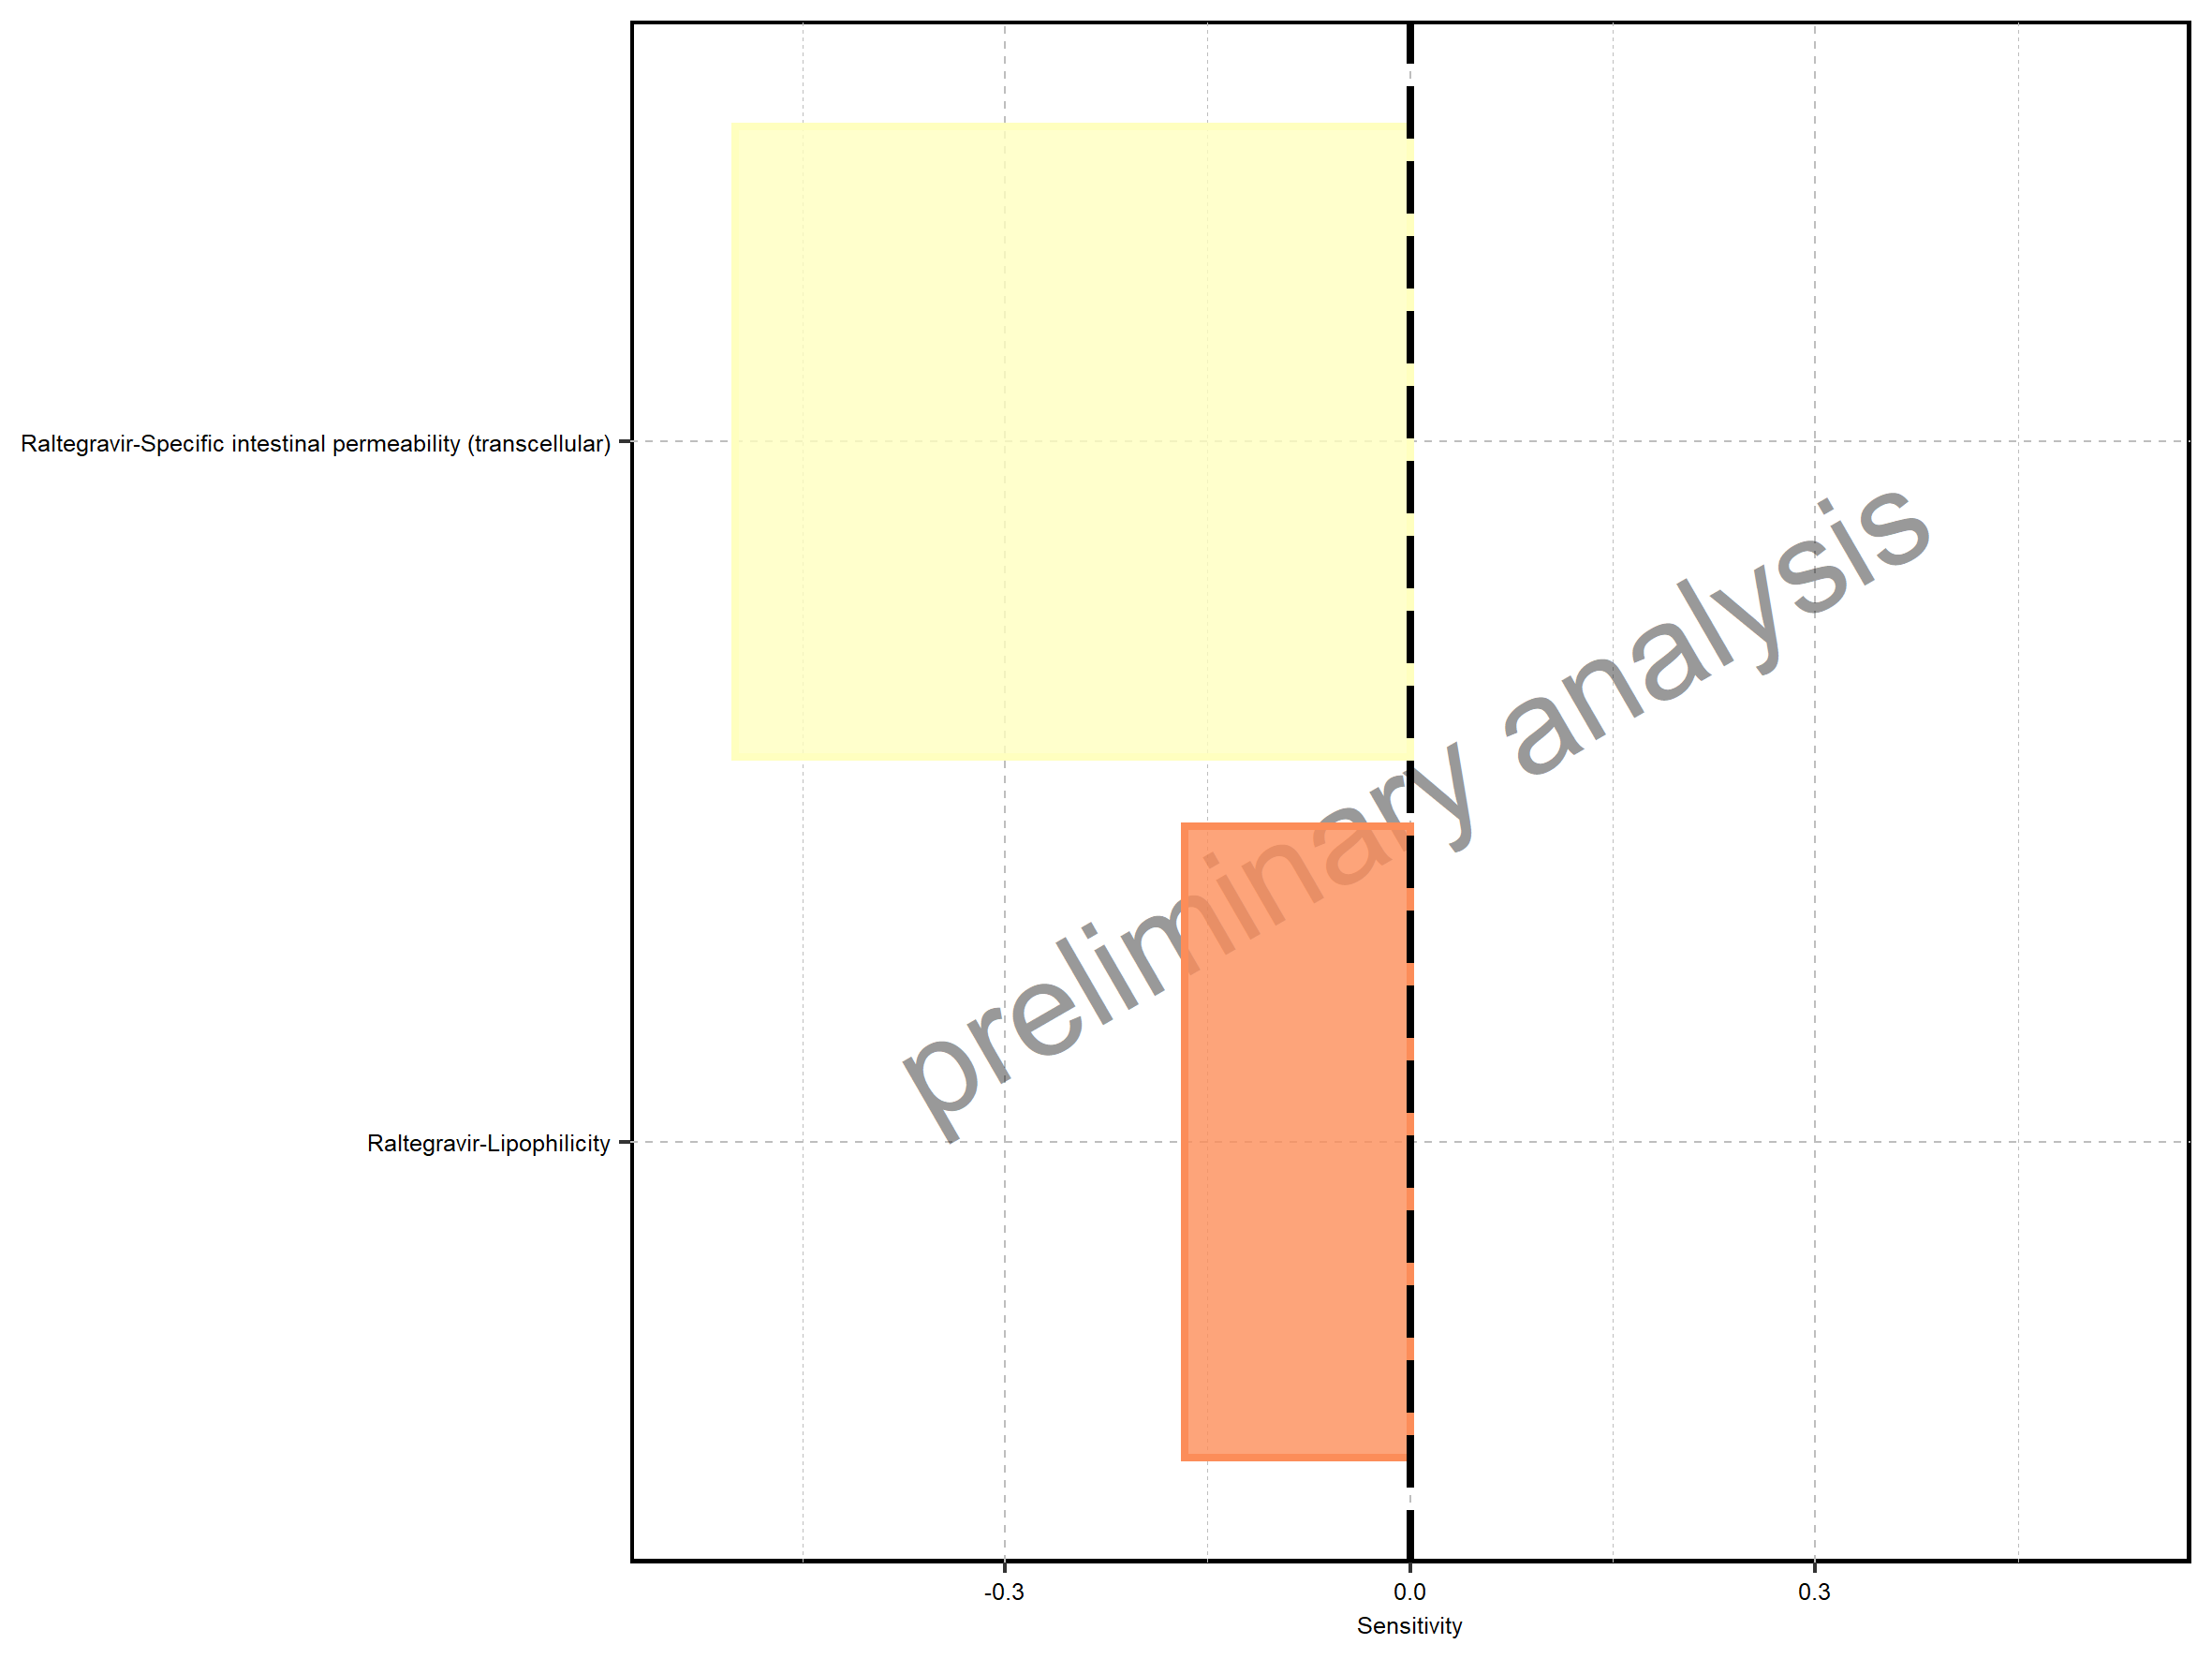 Raltegravir-Specific intestinal permeability (transcellular)
preliminary analysis
Raltegravir-Lipophilicity
-0.3
0.0
0.3
Sensitivity